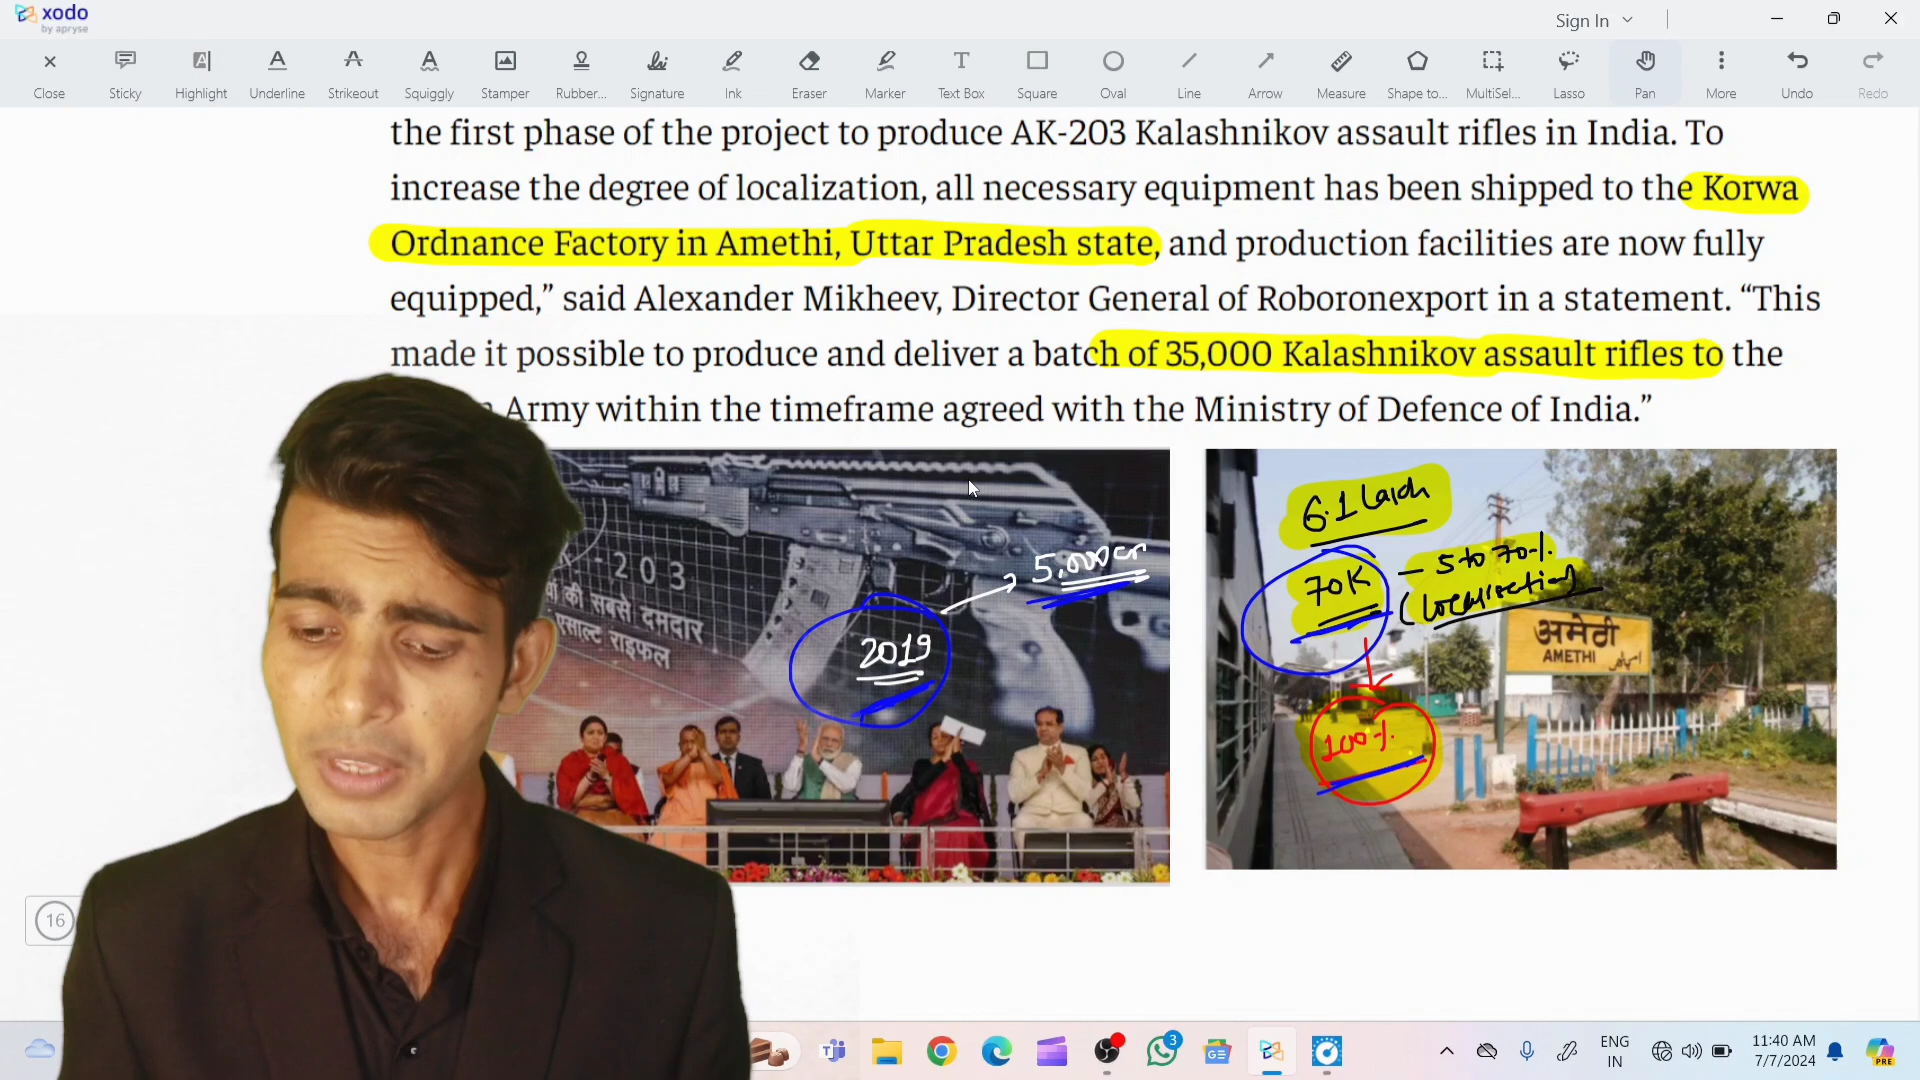 xodo
by apryse
Sign In
Close
Sticky
Highlight
Underline
Strikeout
Squiggly
Stamper
Rubber...
Signature
Ink
Eraser
Marker
Text Box
Square
Oval
Line
Arrow
Measure
Shape to...
MultiSel...
Lasso
Pan
More
Undo
Redo
the first phase of the project to produce AK-203 Kalashnikov assault rifles in India. To
increase the degree of localization, all necessary equipment has been shipped to the Korwa
Ordnance Factory in Amethi, Uttar Pradesh state, and production facilities are now fully
equipped,” said Alexander Mikheev, Director General of Roboronexport in a statement. “This
made it possible to produce and deliver a batch of 35,000 Kalashnikov assault rifles to the
Army within the timeframe agreed with the Ministry of Defence of India.”
- 203
की सबसे दमदार
एसाल्ट राइफल
5,000 cr
2019
6.1 Lakh
70K
5 to 70%
100%
अमेठी
AMETHI
16
3
GE
ENG
IN
11:40 AM
7/7/2024
PRE